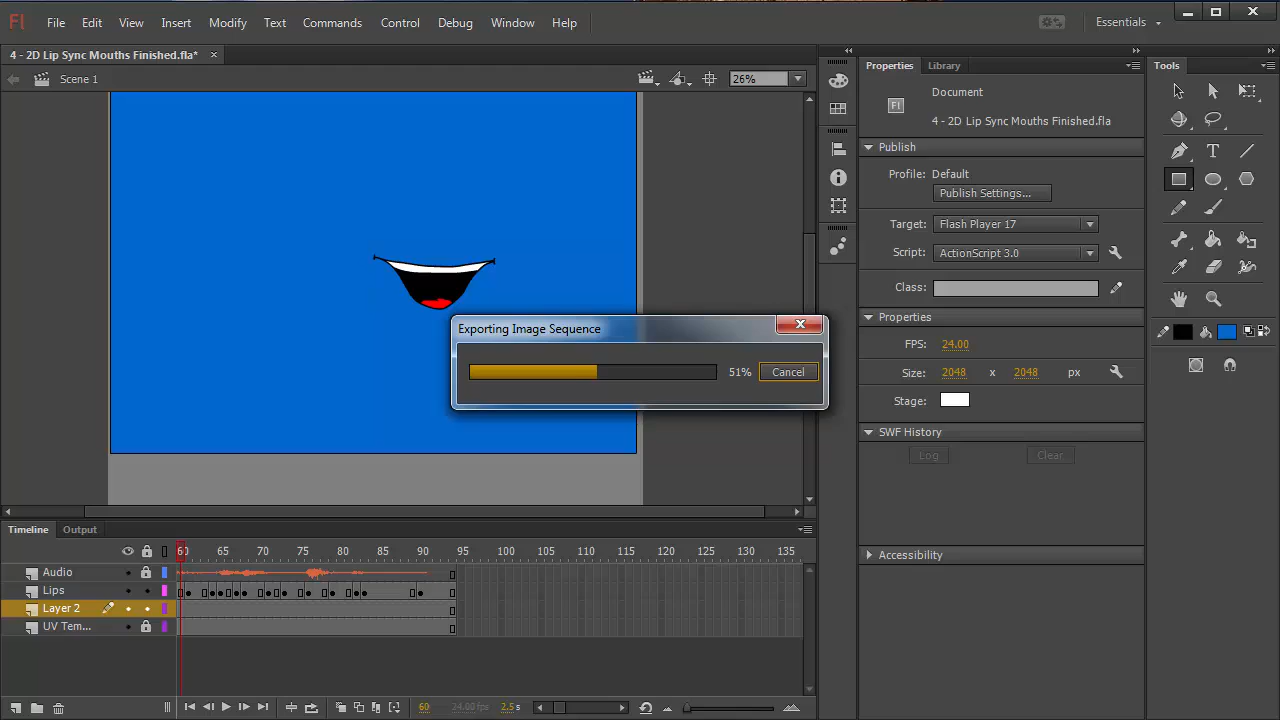 Fl File Edit View Insert Modify Text Commands Control Debug Window Help Essentials
4 - 2D Lip Sync Mouths Finished.fla*
Scene 1 26%
Properties Library
Tools
Document
Fl 4 - 2D Lip Sync Mouths Finished.fla
Publish
Profile: Default
Publish Settings...
Target: Flash Player 17
Script: ActionScript 3.0
Class:
Properties
FPS: 24.00
Size: 2048 x 2048 px
Stage:
SWF History
Log Clear
Accessibility
Exporting Image Sequence
51% Cancel
Timeline Output
60 65 70 75 80 85 90 95 100 105 110 115 120 125 130 135
Audio
Lips
Layer 2
UV Tem...
60 24.00 fps 2.5 s